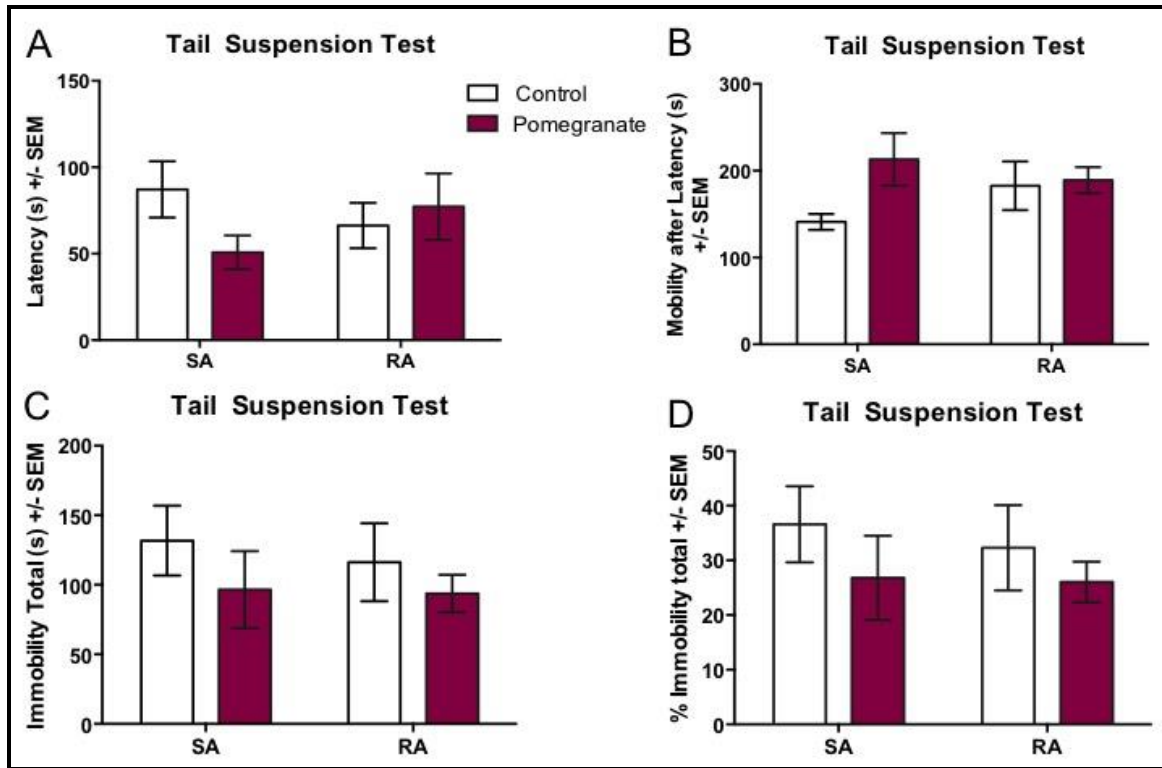 A
Tail Suspension Test
Latency (s) +/- SEM
150
100
50
0
SA
RA
Control
Pomegranate
B
Tail Suspension Test
Mobility after Latency (s)
+/- SEM
300
200
100
0
SA
RA
C
Tail Suspension Test
Immobility Total (s) +/- SEM
200
150
100
50
0
SA
RA
D
Tail Suspension Test
% Immobility total +/- SEM
50
40
30
20
10
0
SA
RA